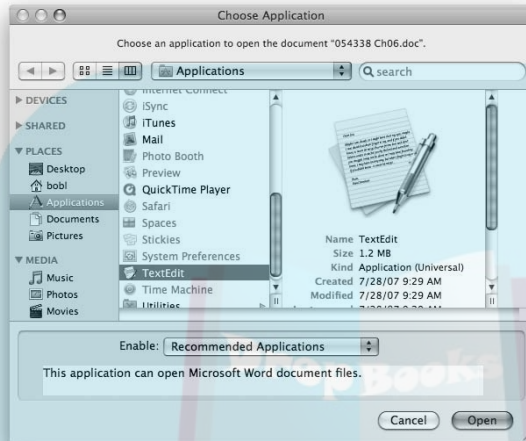 Choose Application
Choose an application to open the document “054338 Ch06.doc”.
Applications
search
DEVICES
SHARED
PLACES
Desktop
bobl
Applications
Documents
Pictures
MEDIA
Music
Photos
Movies
Internet Connect
iSync
iTunes
Mail
Photo Booth
Preview
QuickTime Player
Safari
Spaces
Stickies
System Preferences
TextEdit
Time Machine
Utilities
Name TextEdit
Size 1.2 MB
Kind Application (Universal)
Created 7/28/07 9:29 AM
Modified 7/28/07 9:29 AM
Enable: Recommended Applications
This application can open Microsoft Word document files.
Cancel
Open
Books